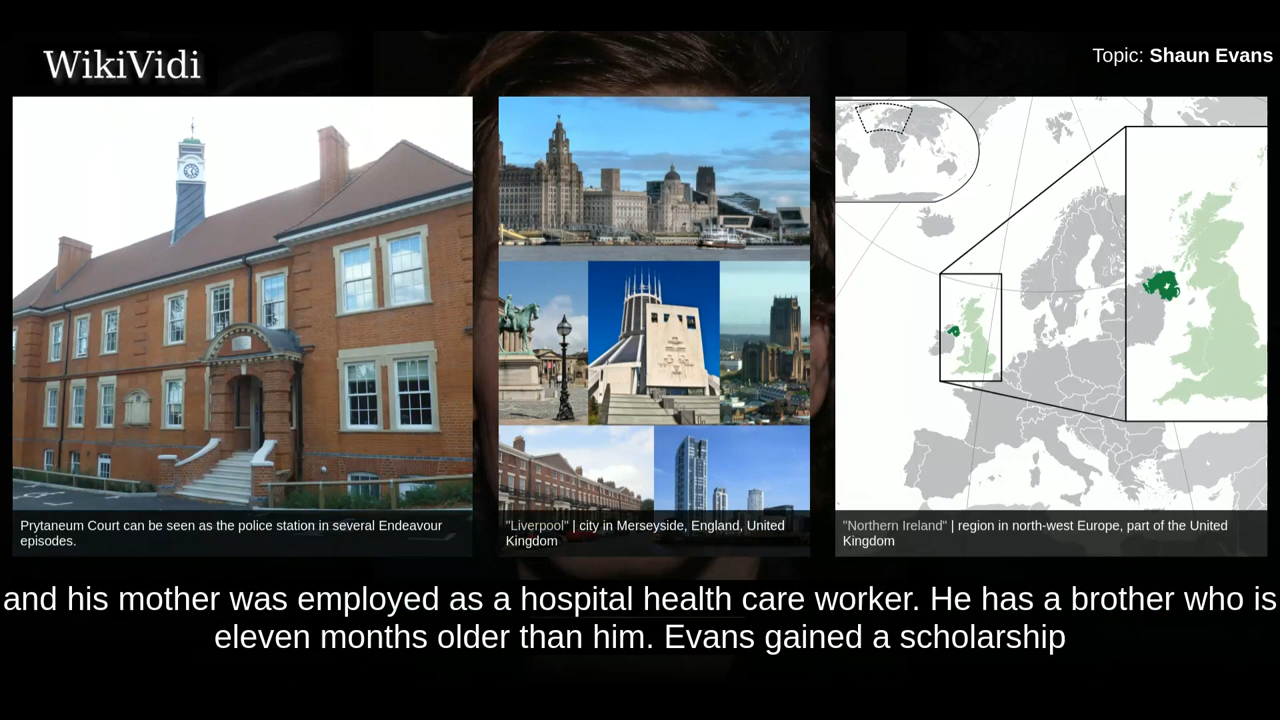 WikiVidi
Topic: Shaun Evans
Prytaneum Court can be seen as the police station in several Endeavour
episodes.
"Liverpool" | city in Merseyside, England, United
Kingdom
"Northern Ireland" | region in north-west Europe, part of the United
Kingdom
and his mother was employed as a hospital health care worker. He has a brother who is
eleven months older than him. Evans gained a scholarship